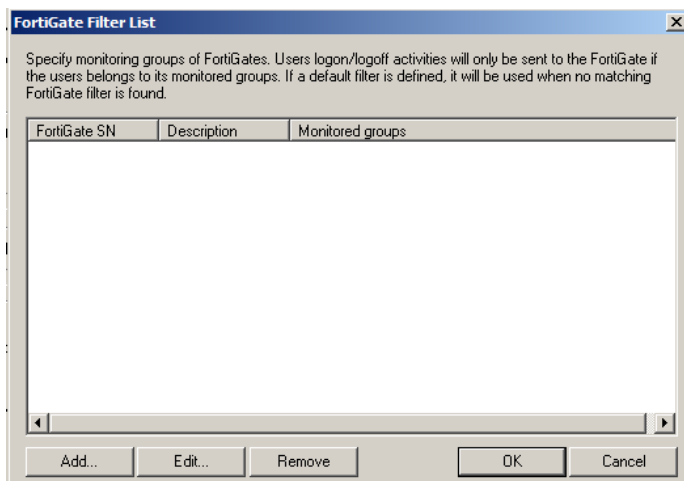 FortiGate Filter List
Specify monitoring groups of FortiGates. Users logon/logoff activities will only be sent to the FortiGate if
the users belongs to its monitored groups. If a default filter is defined, it will be used when no matching
FortiGate filter is found.
FortiGate SN Description Monitored groups
Add... Edit... Remove OK Cancel